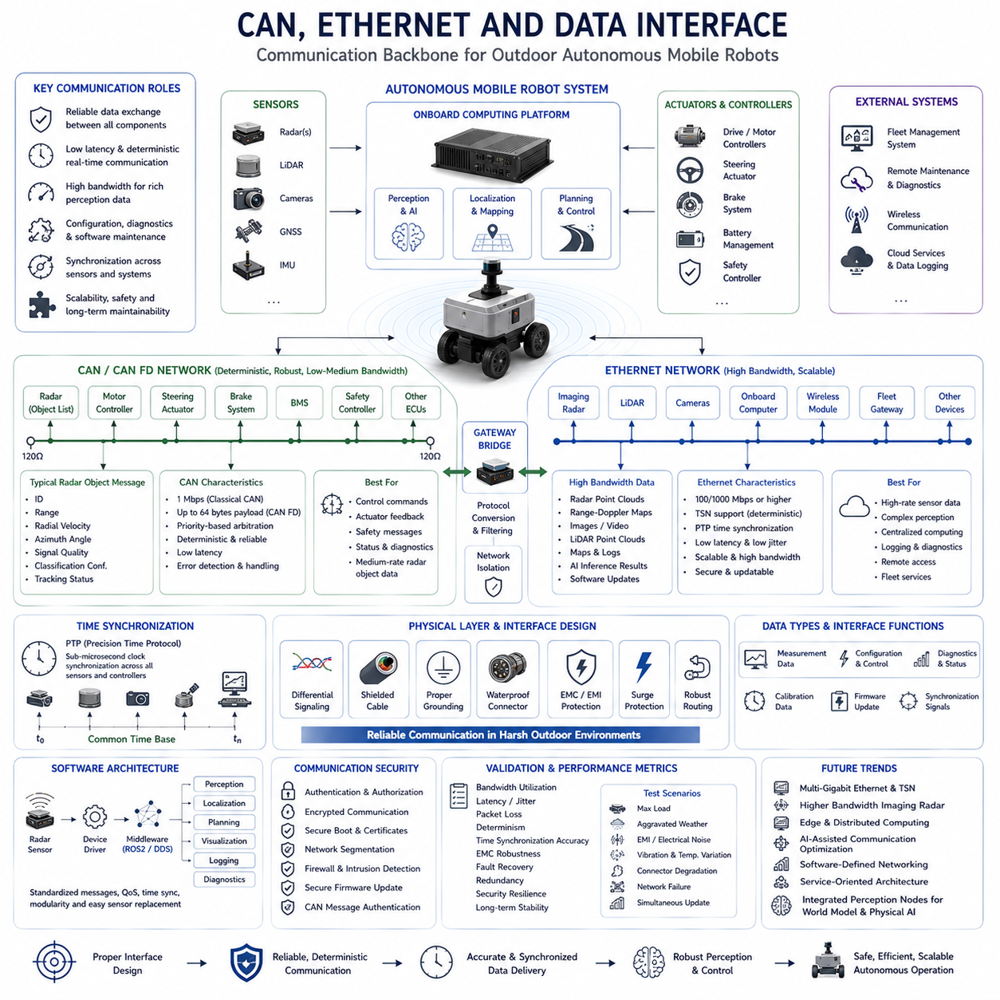 CAN, ETHERNET AND DATA INTERFACE
Communication Backbone for Outdoor Autonomous Mobile Robots
KEY COMMUNICATION ROLES
Reliable data exchange
between all components
Low latency & deterministic
real-time communication
High bandwidth for rich
perception data
Configuration, diagnostics
& software maintenance
Synchronization across
sensors and systems
Scalability, safety and
long-term maintainability
SENSORS
Radar(s)
LiDAR
Cameras
GNSS
IMU
...
AUTONOMOUS MOBILE ROBOT SYSTEM
ONBOARD COMPUTING PLATFORM
Perception
& AI
Localization
& Mapping
Planning
& Control
ACTUATORS & CONTROLLERS
Drive / Motor
Controllers
Steering
Actuator
Brake
System
Battery
Management
Safety
Controller
...
EXTERNAL SYSTEMS
Fleet Management
System
Remote Maintenance
& Diagnostics
Wireless
Communication
Cloud Services
& Data Logging
...
CAN / CAN FD NETWORK (Deterministic, Robust, Low-Medium Bandwidth)
Radar
(Object List)
Motor
Controller
Steering
Actuator
Brake
System
BMS
Safety
Controller
Other
ECUs
120Ω
120Ω
Typical Radar Object Message
• ID
• Range
• Radial Velocity
• Azimuth Angle
• Signal Quality
• Classification Conf.
• Tracking Status
CAN Characteristics
• 1 Mbps (Classical CAN)
• Up to 64 bytes payload (CAN FD)
• Priority-based arbitration
• Deterministic & reliable
• Low latency
• Error detection & handling
Best For
• Control commands
• Actuator feedback
• Safety messages
• Status & diagnostics
• Medium-rate radar
object data
GATEWAY
BRIDGE
Protocol
Conversion
& Filtering
Network
Isolation
ETHERNET NETWORK (High Bandwidth, Scalable)
Imaging
Radar
LiDAR
Cameras
Onboard
Computer
Wireless
Module
Fleet
Gateway
Other
Devices
High Bandwidth Data
• Radar Point Clouds
• Range-Doppler Maps
• Images / Video
• LiDAR Point Clouds
• Maps & Logs
• AI Inference Results
• Software Updates
Ethernet Characteristics
• 100/1000 Mbps or higher
• TSN support (deterministic)
• PTP time synchronization
• Low latency & low jitter
• Scalable & high bandwidth
• Secure & updatable
Best For
• High-rate sensor data
• Complex perception
• Centralized computing
• Logging & diagnostics
• Remote access
• Fleet services
TIME SYNCHRONIZATION
PTP (Precision Time Protocol)
Sub-microsecond clock
synchronization across all
sensors and controllers
t0
Common Time Base
tn
PHYSICAL LAYER & INTERFACE DESIGN
Differential
Signaling
Shielded
Cable
Proper
Grounding
Waterproof
Connector
EMC / EMI
Protection
Surge
Protection
Robust
Routing
Reliable Communication in Harsh Outdoor Environments
DATA TYPES & INTERFACE FUNCTIONS
Measurement
Data
Configuration
& Control
Diagnostics
& Status
Calibration
Data
Firmware
Update
Synchronization
Signals
SOFTWARE ARCHITECTURE
Radar
Sensor
Device
Driver
Middleware
(ROS2 / DDS)
Perception
Localization
Planning
Visualization
Logging
Diagnostics
Standardized messages, QoS, time sync,
modularity and easy sensor replacement
COMMUNICATION SECURITY
Authentication & Authorization
Encrypted Communication
Secure Boot & Certificates
Network Segmentation
Firewall & Intrusion Detection
Secure Firmware Update
CAN Message Authentication
VALIDATION & PERFORMANCE METRICS
Bandwidth Utilization
Latency / Jitter
Packet Loss
Determinism
Time Synchronization Accuracy
EMC Robustness
Fault Recovery
Redundancy
Security Resilience
Long-term Stability
Test Scenarios
Max Load
Aggravated Weather
EMI / Electrical Noise
Vibration & Temp. Variation
Connector Degradation
Network Failure
Simultaneous Update
FUTURE TRENDS
Multi-Gigabit Ethernet & TSN
Higher Bandwidth Imaging Radar
Edge & Distributed Computing
AI-Assisted Communication
Optimization
Software-Defined Networking
Service-Oriented Architecture
Integrated Perception Nodes for
World Model & Physical AI
Proper Interface
Design
Reliable, Deterministic
Communication
Accurate & Synchronized
Data Delivery
Robust Perception
& Control
Safe, Efficient, Scalable
Autonomous Operation